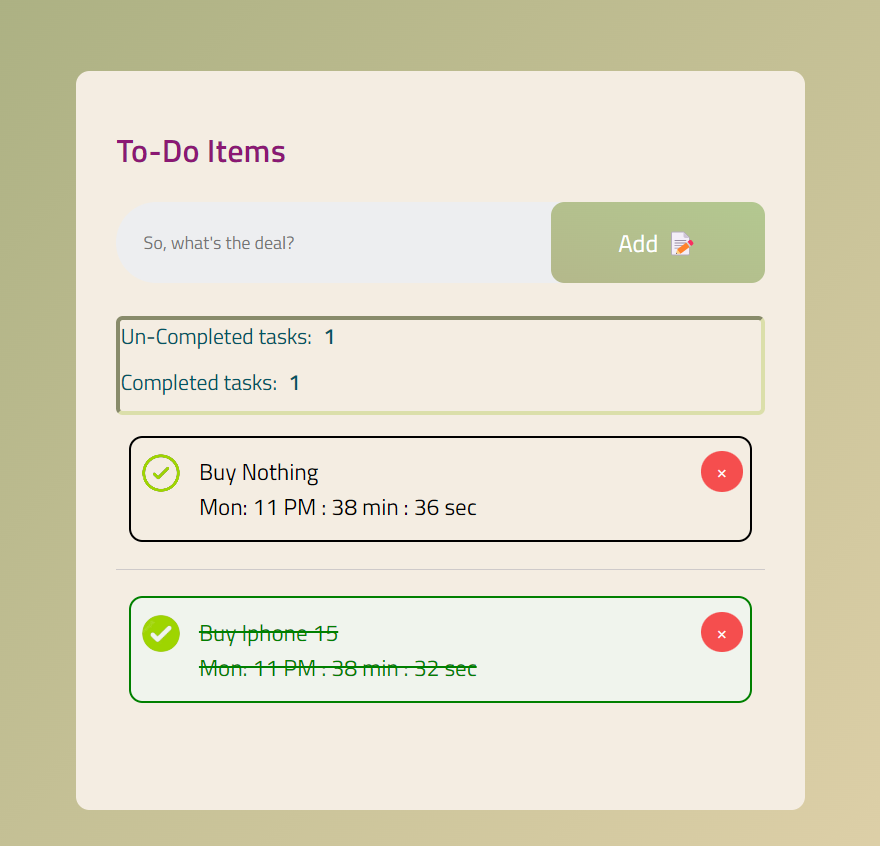 To-Do Items
So, what's the deal?
Add 📝
Un-Completed tasks: 1
Completed tasks: 1
Buy Nothing
×
Mon: 11 PM : 38 min : 36 sec
Buy Iphone 15
×
Mon: 11 PM : 38 min : 32 sec